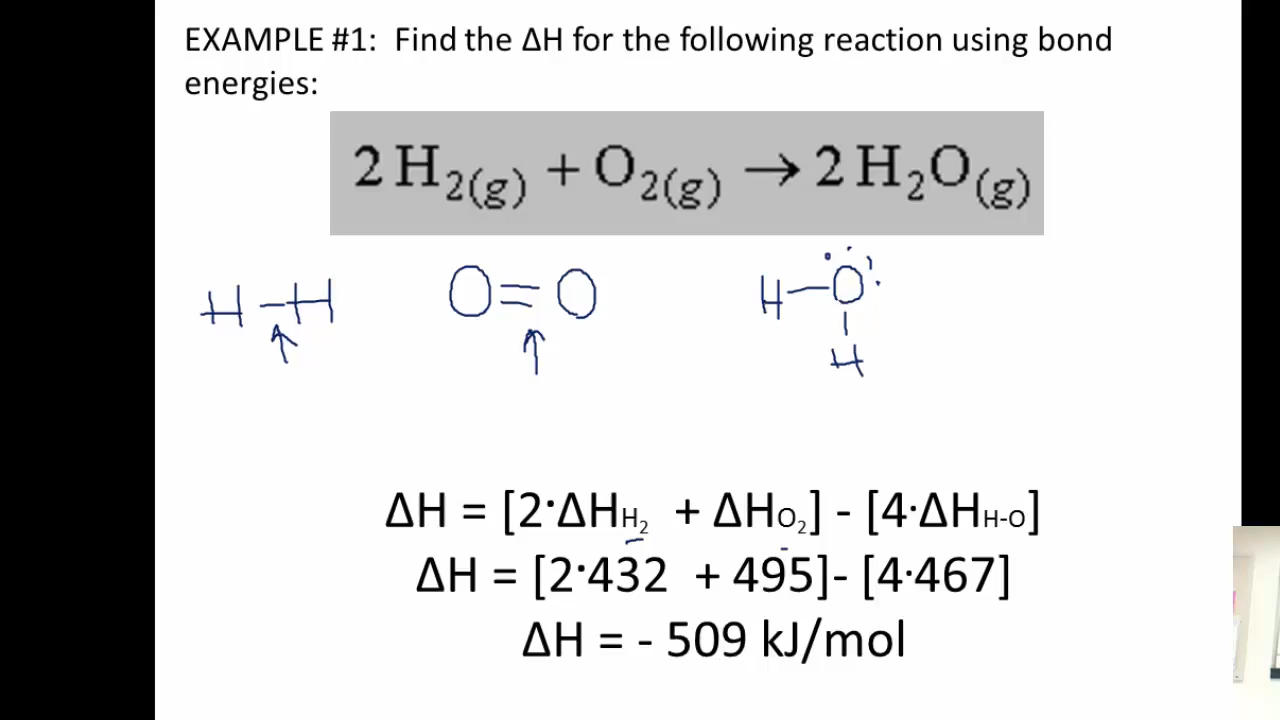 EXAMPLE #1: Find the ΔH for the following reaction using bond
energies:
2 H₂(g) + O₂(g) → 2 H₂O(g)
H–H O=O H–O
H
ΔH = [2·ΔHH₂ + ΔHO₂] - [4·ΔHH-O]
ΔH = [2·432 + 495]- [4·467]
ΔH = - 509 kJ/mol